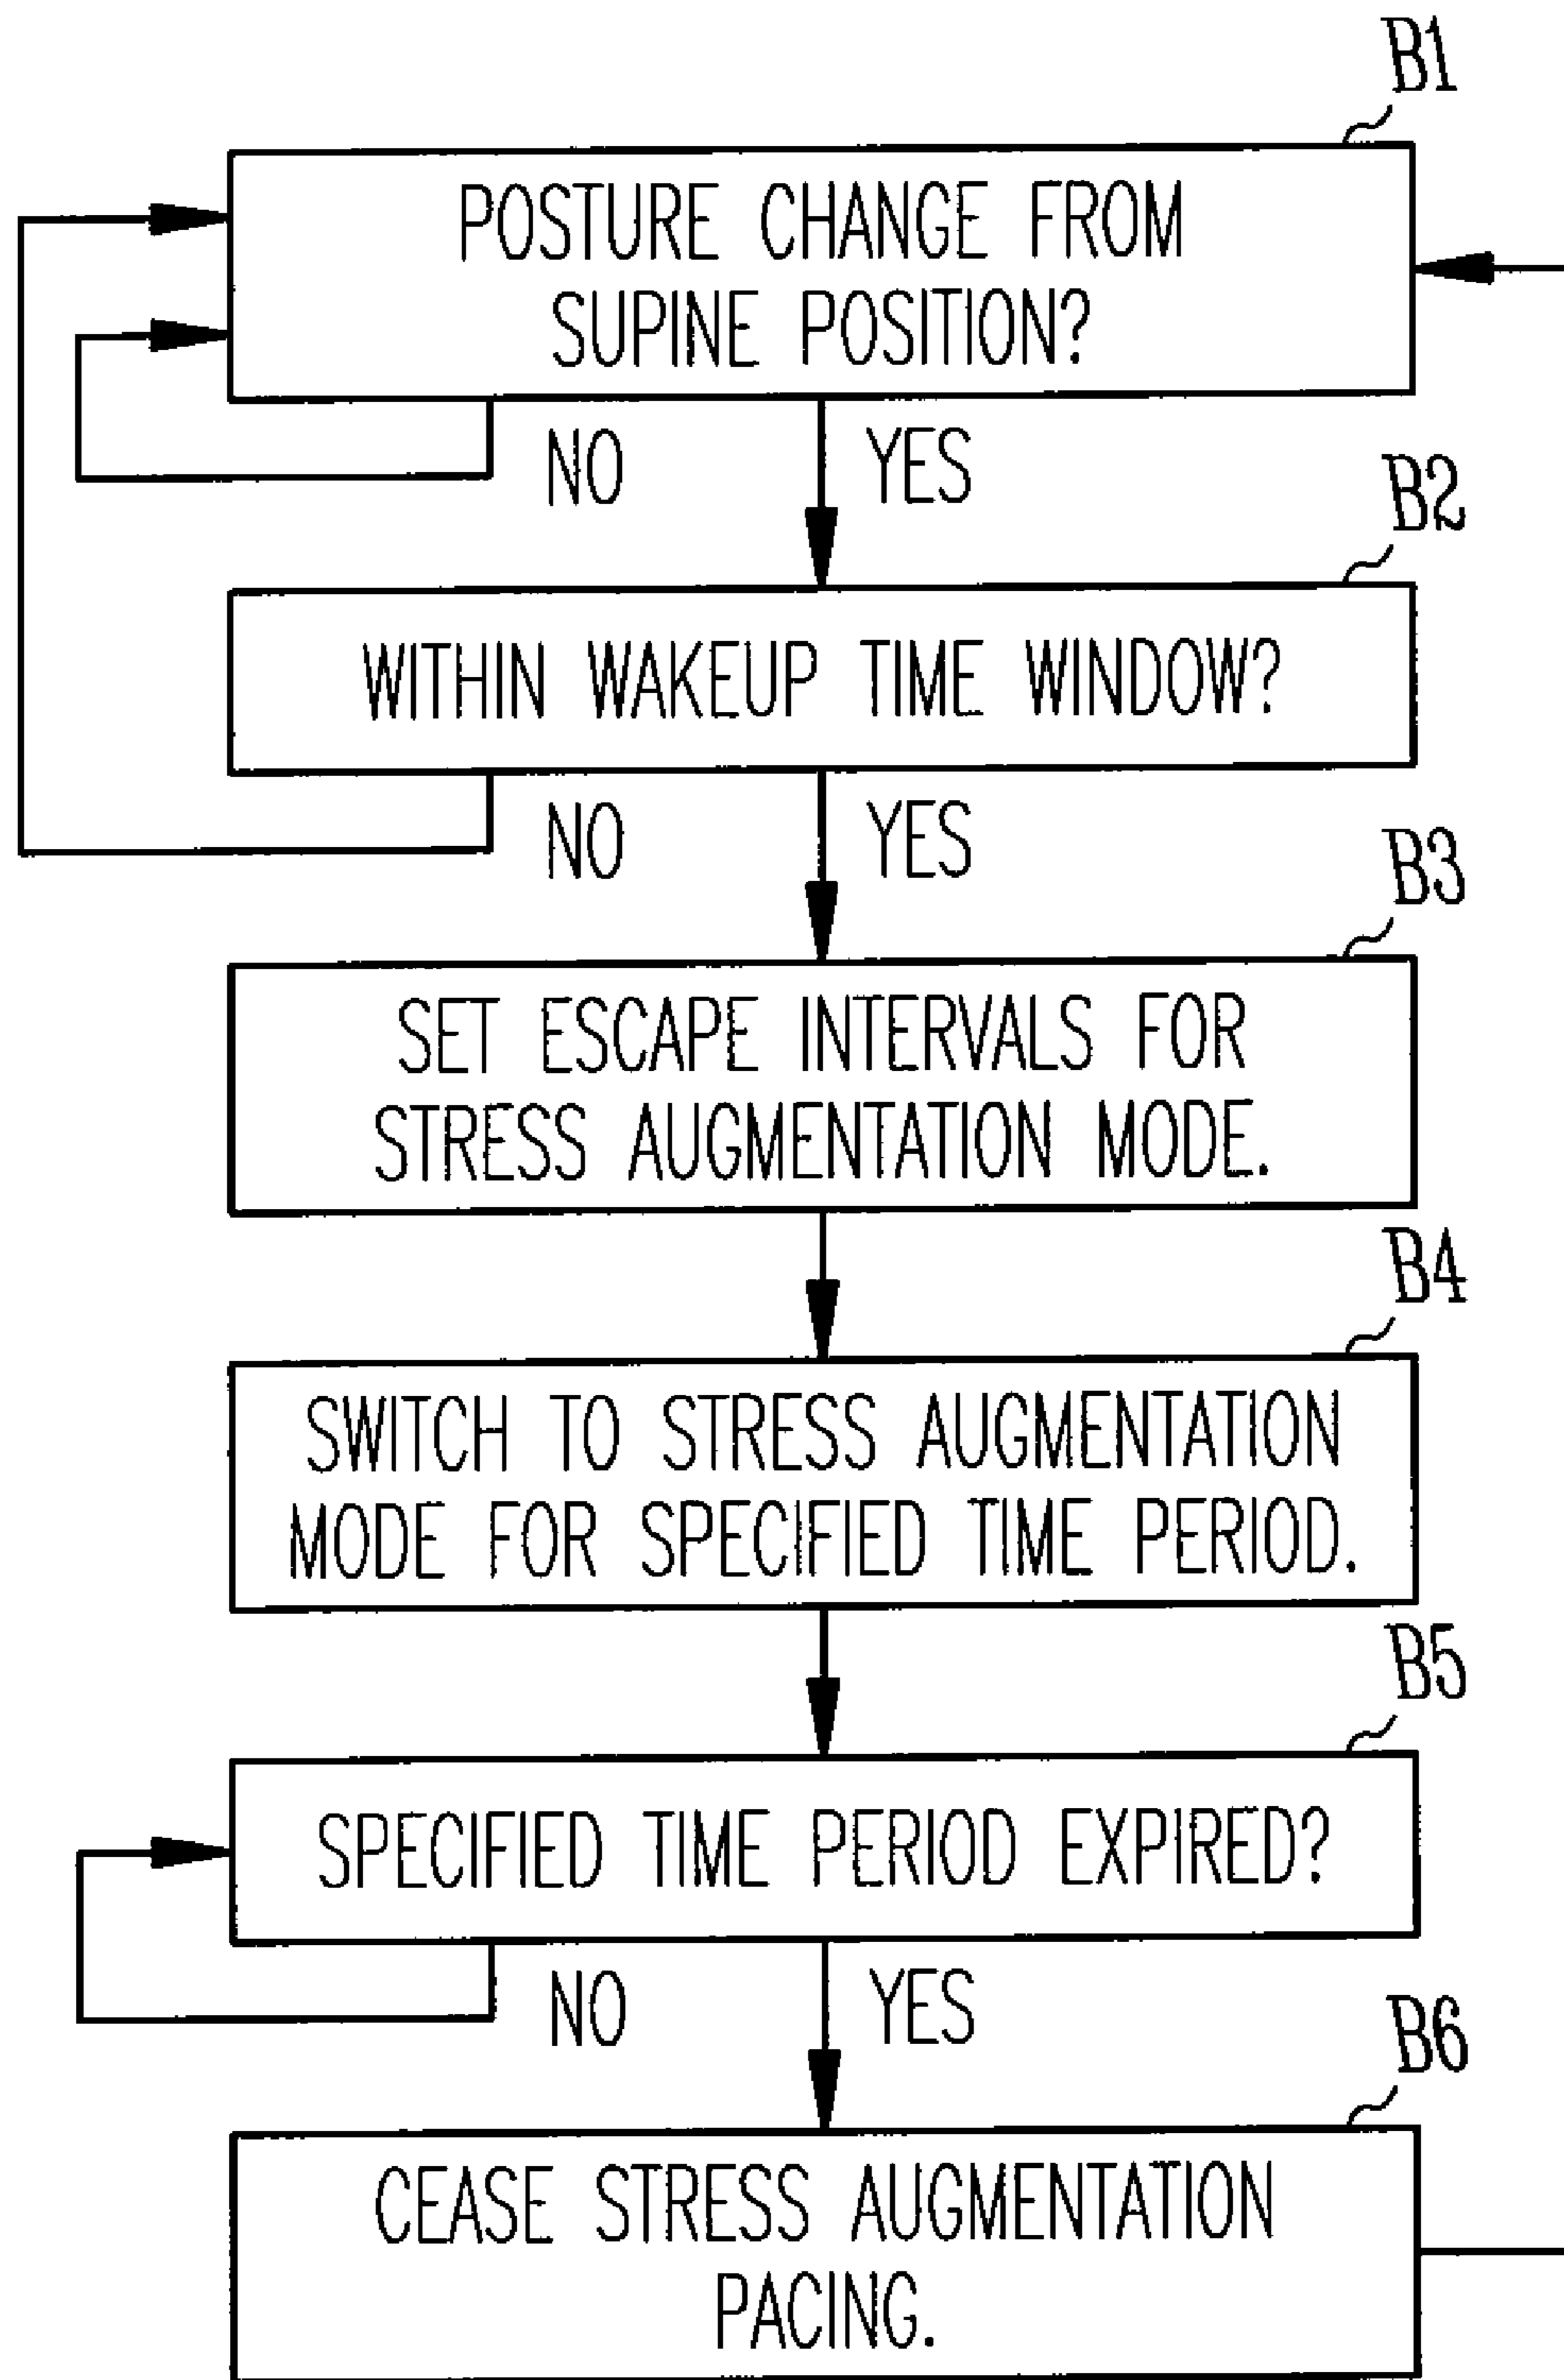 B1
POSTURE CHANGE FROM
SUPINE POSITION?
NO
YES
B2
WITHIN WAKEUP TIME WINDOW?
NO
YES
B3
SET ESCAPE INTERVALS FOR
STRESS AUGMENTATION MODE.
B4
SWITCH TO STRESS AUGMENTATION
MODE FOR SPECIFIED TIME PERIOD.
B5
SPECIFIED TIME PERIOD EXPIRED?
NO
YES
B6
CEASE STRESS AUGMENTATION
PACING.